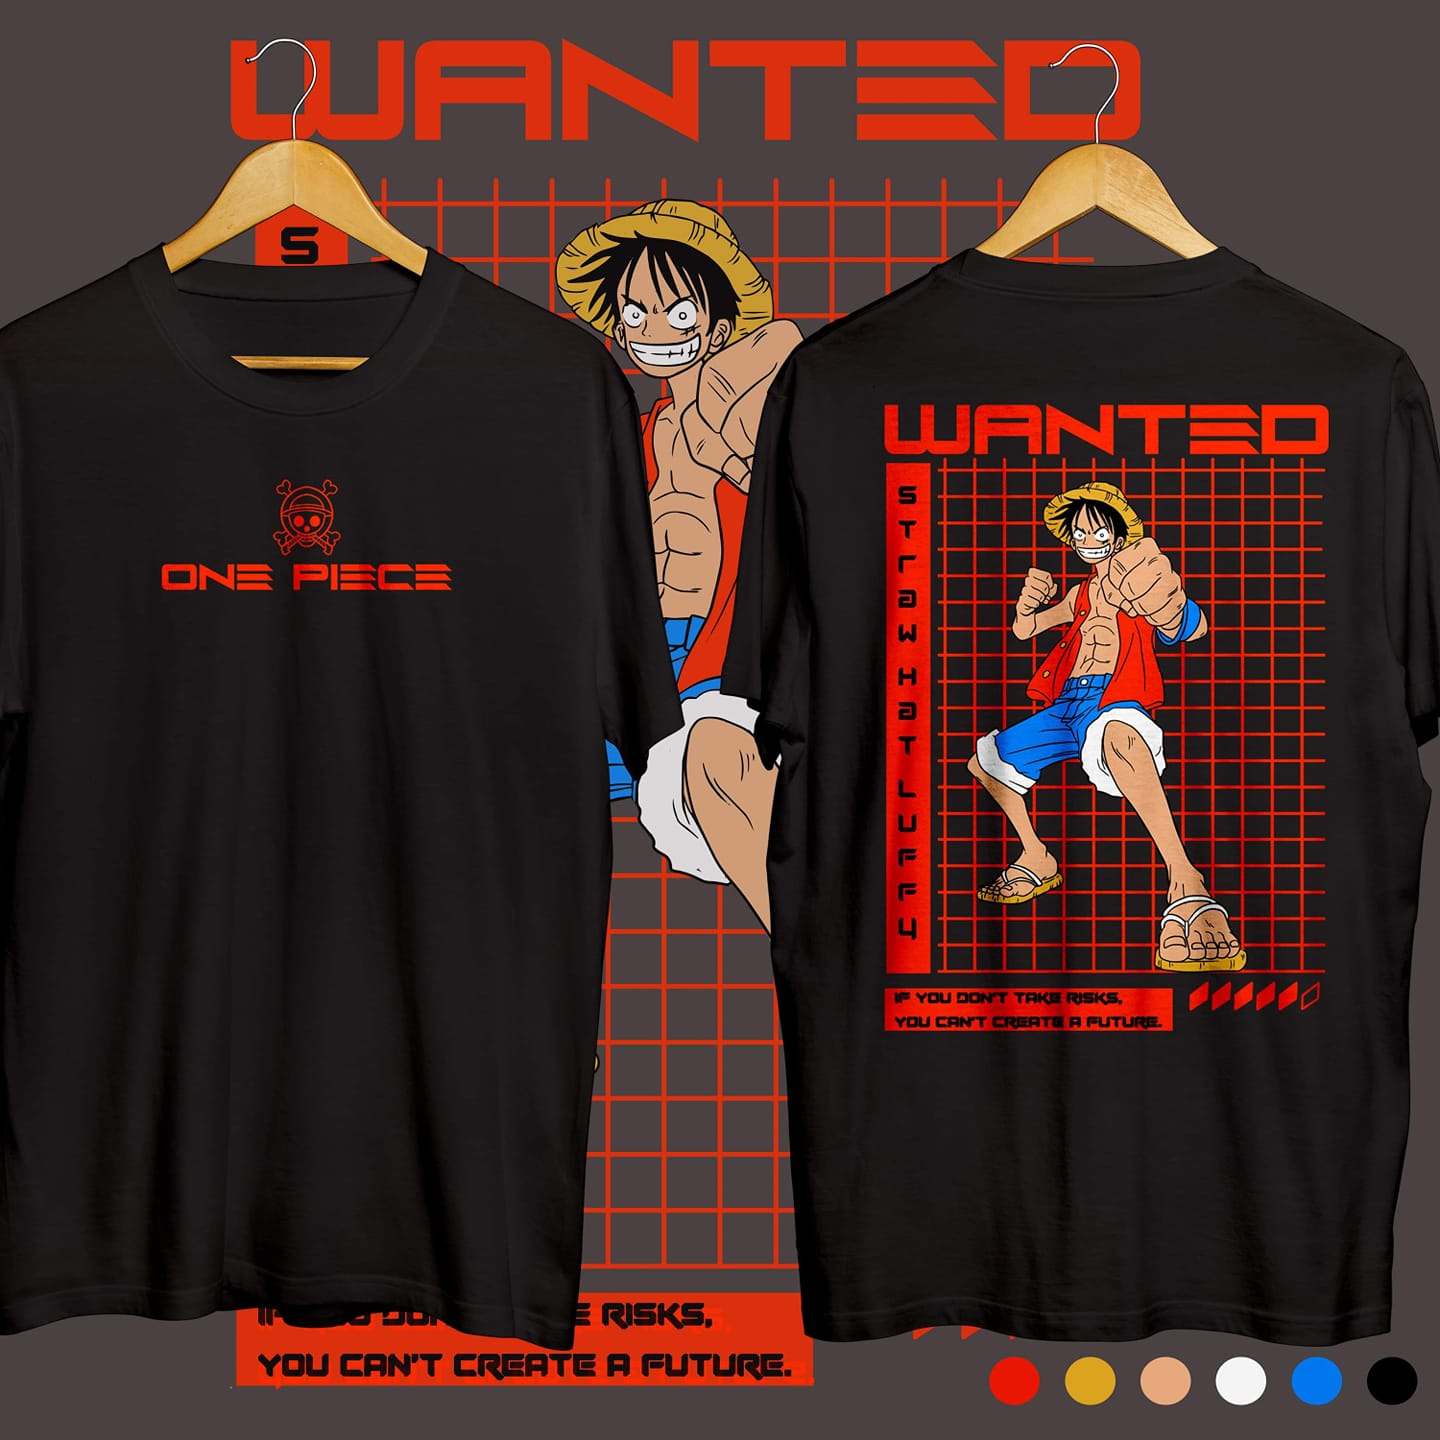 WANTED
S
ONE PIECE
WANTED
STRAW HAT LUFFY
IF YOU DON'T TAKE RISKS,
YOU CAN'T CREATE A FUTURE.
RISKS,
YOU CAN'T CREATE A FUTURE.